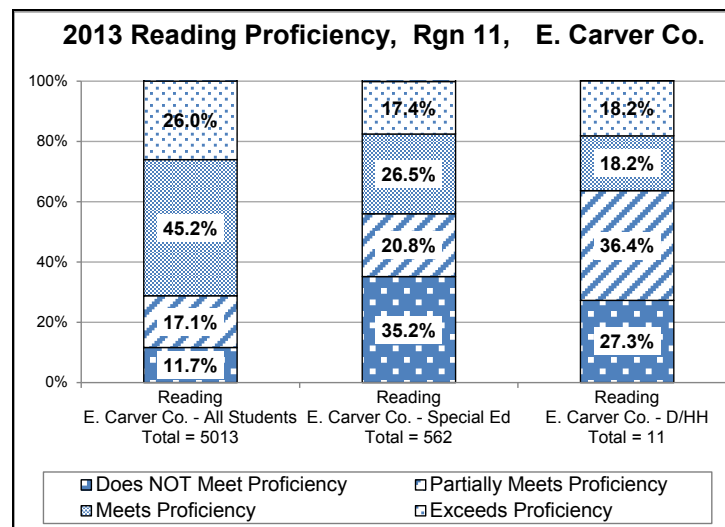 2013 Reading Proficiency, Rgn 11, E. Carver Co.
100%
80%
60%
40%
20%
0%
26.0%
45.2%
17.1%
11.7%
17.4%
26.5%
20.8%
35.2%
18.2%
18.2%
36.4%
27.3%
Reading
E. Carver Co. - All Students
Total = 5013
Reading
E. Carver Co. - Special Ed
Total = 562
Reading
E. Carver Co. - D/HH
Total = 11
Does NOT Meet Proficiency
Partially Meets Proficiency
Meets Proficiency
Exceeds Proficiency